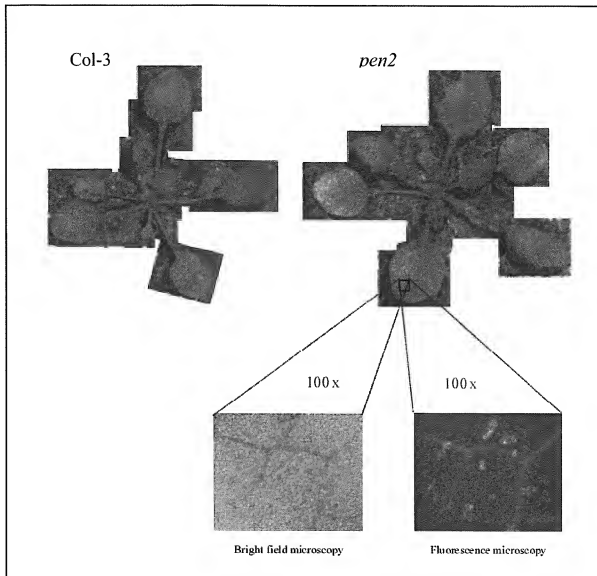 Col-3
pen2
100 x
100 x
Bright field microscopy
Fluorescence microscopy